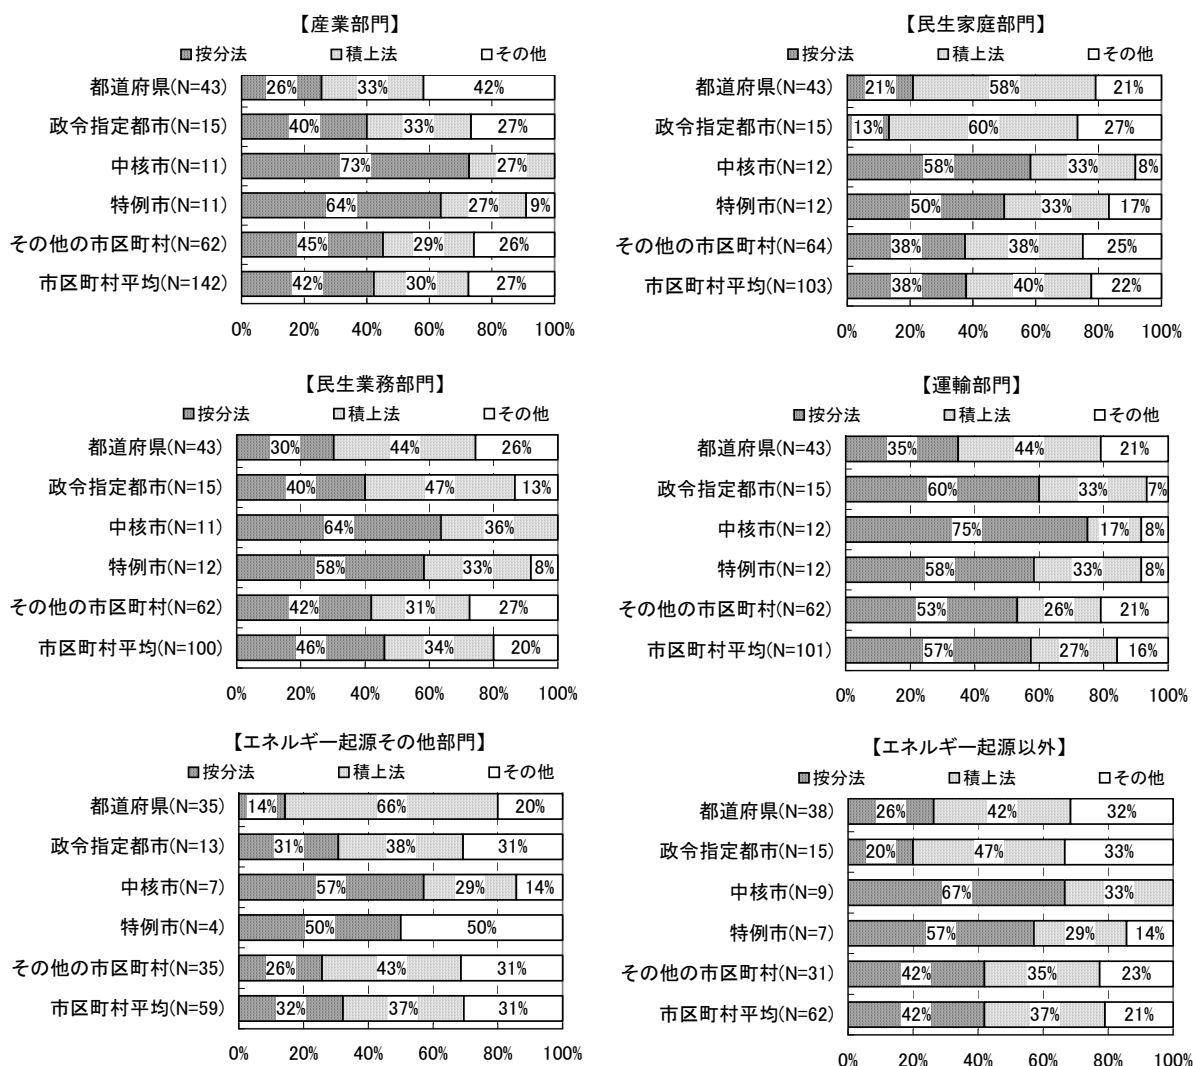 【産業部門】
按分法 積上法 その他
都道府県(N=43) 26% 33% 42%
政令指定都市(N=15) 40% 33% 27%
中核市(N=11) 73% 27%
特例市(N=11) 64% 27% 9%
その他の市区町村(N=62) 45% 29% 26%
市区町村平均(N=142) 42% 30% 27%
0% 20% 40% 60% 80% 100%
【民生家庭部門】
按分法 積上法 その他
都道府県(N=43) 21% 58% 21%
政令指定都市(N=15) 13% 60% 27%
中核市(N=12) 58% 33% 8%
特例市(N=12) 50% 33% 17%
その他の市区町村(N=64) 38% 38% 25%
市区町村平均(N=103) 38% 40% 22%
0% 20% 40% 60% 80% 100%
【民生業務部門】
按分法 積上法 その他
都道府県(N=43) 30% 44% 26%
政令指定都市(N=15) 40% 47% 13%
中核市(N=11) 64% 36%
特例市(N=12) 58% 33% 8%
その他の市区町村(N=62) 42% 31% 27%
市区町村平均(N=100) 46% 34% 20%
0% 20% 40% 60% 80% 100%
【運輸部門】
按分法 積上法 その他
都道府県(N=43) 35% 44% 21%
政令指定都市(N=15) 60% 33% 7%
中核市(N=12) 75% 17% 8%
特例市(N=12) 58% 33% 8%
その他の市区町村(N=62) 53% 26% 21%
市区町村平均(N=101) 57% 27% 16%
0% 20% 40% 60% 80% 100%
【エネルギー起源その他部門】
按分法 積上法 その他
都道府県(N=35) 14% 66% 20%
政令指定都市(N=13) 31% 38% 31%
中核市(N=7) 57% 29% 14%
特例市(N=4) 50% 50%
その他の市区町村(N=35) 26% 43% 31%
市区町村平均(N=59) 32% 37% 31%
0% 20% 40% 60% 80% 100%
【エネルギー起源以外】
按分法 積上法 その他
都道府県(N=38) 26% 42% 32%
政令指定都市(N=15) 20% 47% 33%
中核市(N=9) 67% 33%
特例市(N=7) 57% 29% 14%
その他の市区町村(N=31) 42% 35% 23%
市区町村平均(N=62) 42% 37% 21%
0% 20% 40% 60% 80% 100%